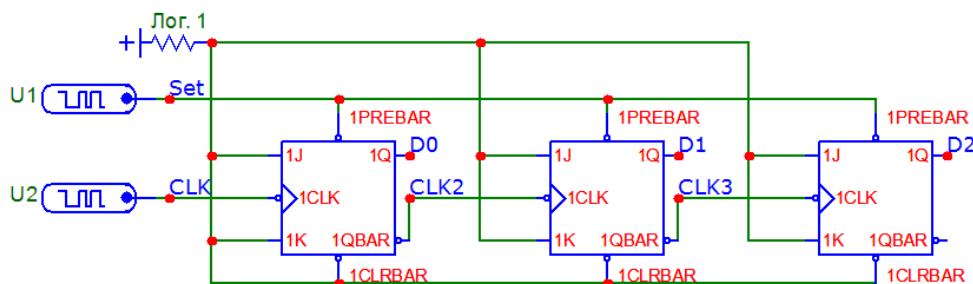 Лог. 1
+
U1
Set
1PREBAR
1PREBAR
1PREBAR
1J
1Q
D0
1J
1Q
D1
1J
1Q
D2
U2
CLK
1CLK
CLK2
1CLK
CLK3
1CLK
1K
1QBAR
1K
1QBAR
1K
1QBAR
1CLRBAR
1CLRBAR
1CLRBAR